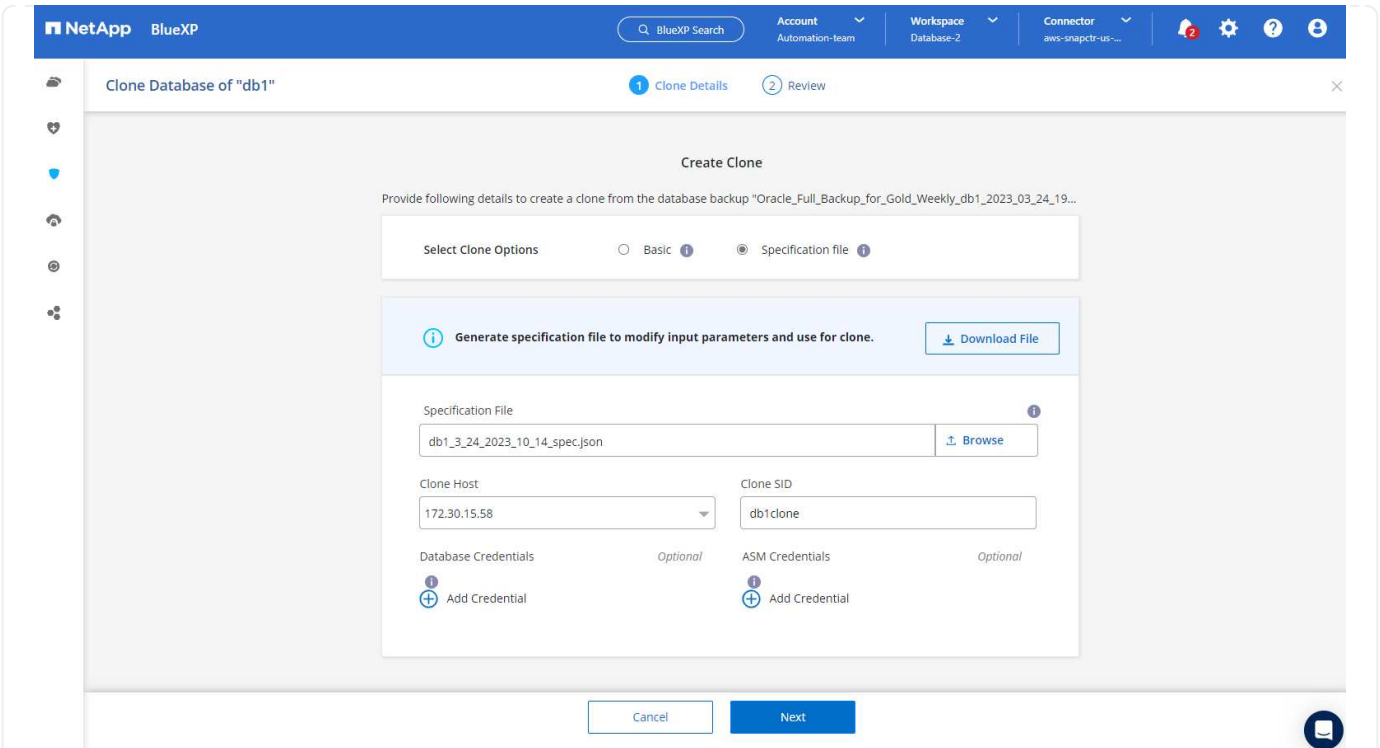 NetApp BlueXP
BlueXP Search
Account
Automation-team
Workspace
Database-2
Connector
aws-snapctr-us-...
2
Clone Database of "db1"
1 Clone Details
2 Review
Create Clone
Provide following details to create a clone from the database backup "Oracle_Full_Backup_for_Gold_Weekly_db1_2023_03_24_19...
Select Clone Options
Basic
Specification file
Generate specification file to modify input parameters and use for clone.
Download File
Specification File
db1_3_24_2023_10_14_spec.json
Browse
Clone Host
Clone SID
172.30.15.58
db1clone
Database Credentials
Optional
ASM Credentials
Optional
Add Credential
Add Credential
Cancel
Next